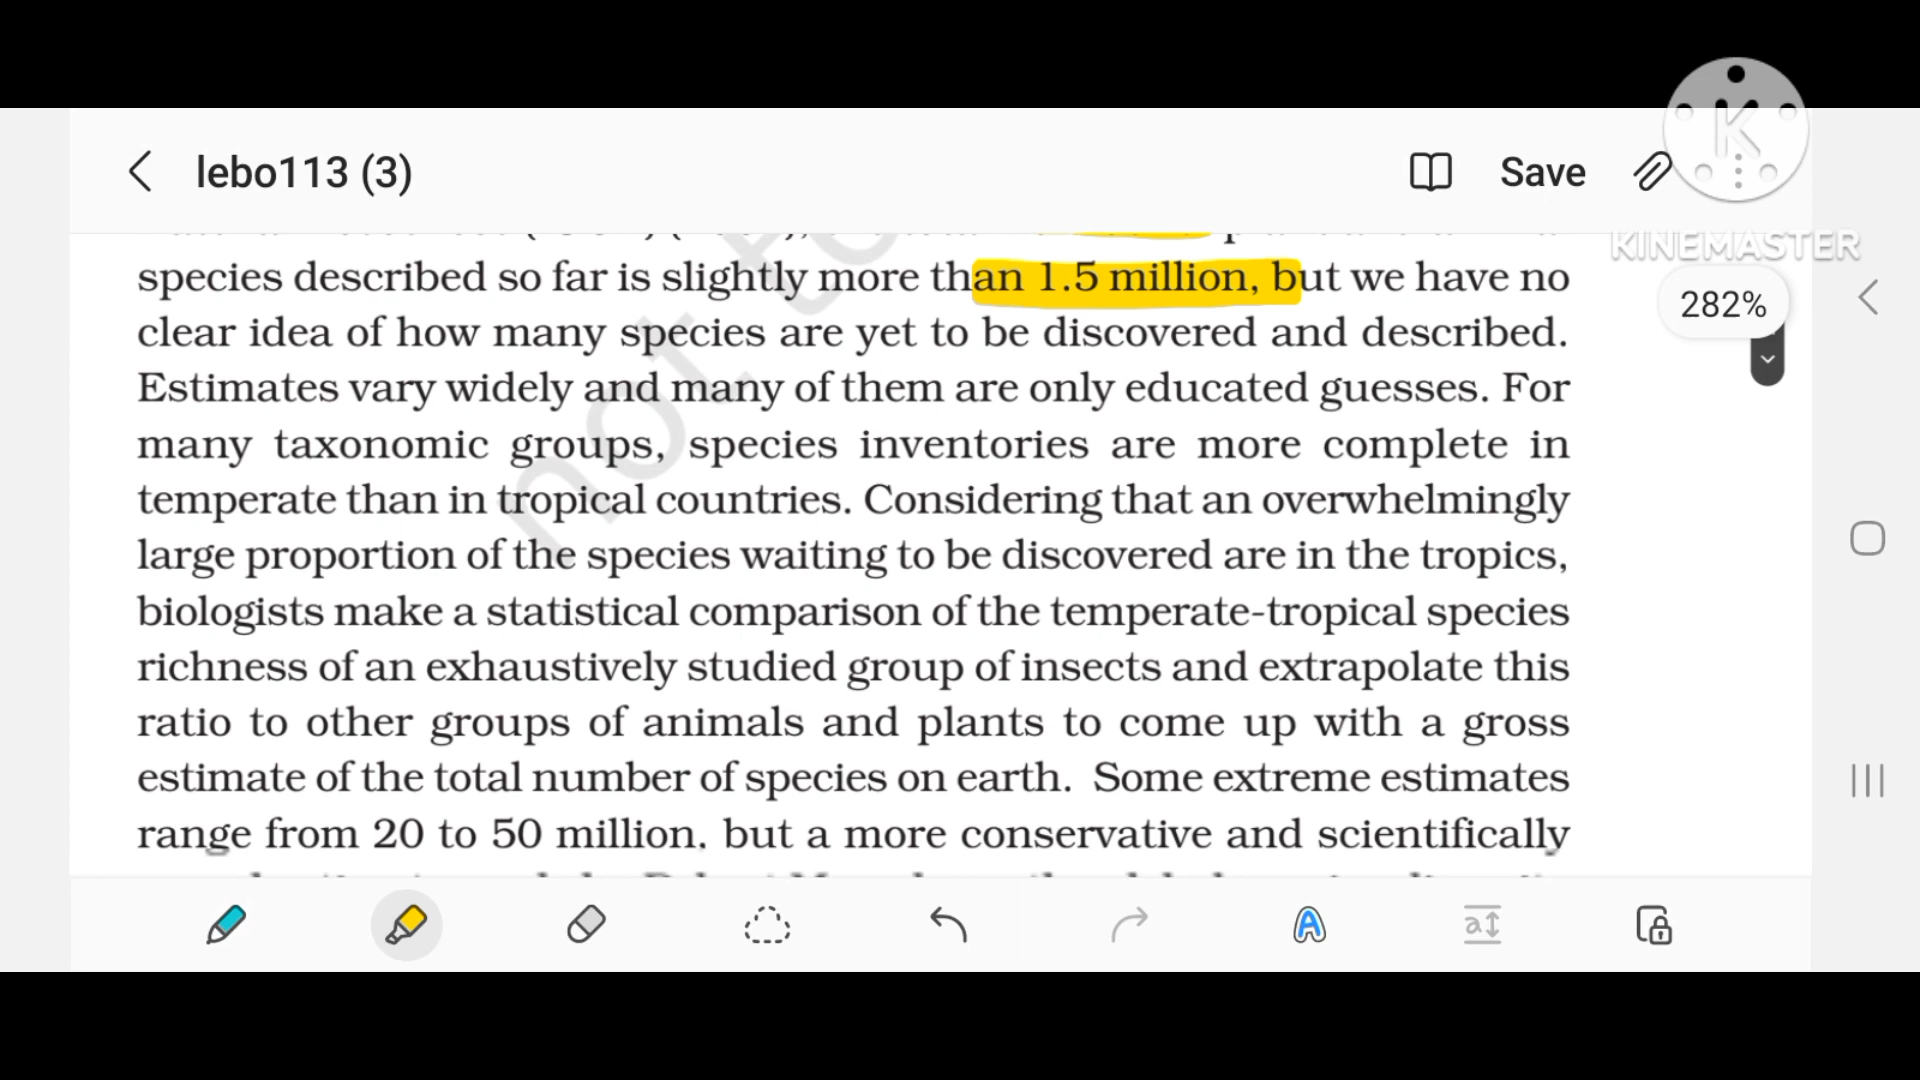 lebo113 (3)
Save
K
KINEMASTER
282%
species described so far is slightly more than 1.5 million, but we have no
clear idea of how many species are yet to be discovered and described.
Estimates vary widely and many of them are only educated guesses. For
many taxonomic groups, species inventories are more complete in
temperate than in tropical countries. Considering that an overwhelmingly
large proportion of the species waiting to be discovered are in the tropics,
biologists make a statistical comparison of the temperate-tropical species
richness of an exhaustively studied group of insects and extrapolate this
ratio to other groups of animals and plants to come up with a gross
estimate of the total number of species on earth. Some extreme estimates
range from 20 to 50 million, but a more conservative and scientifically
not to
A
a